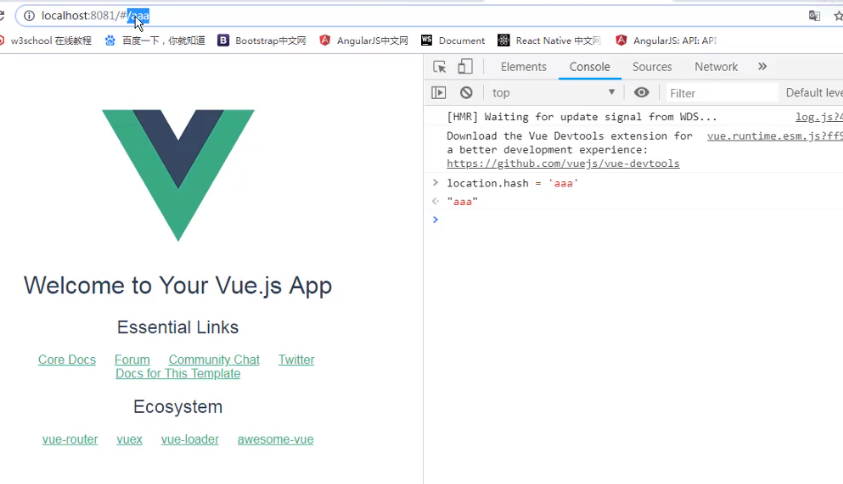 localhost:8081/#/aaa
w3school 在线教程 百度一下,你就知道 B Bootstrap中文网 AngularJS中文网 WS Document React Native 中文网 AngularJS: API: API
Elements Console Sources Network »
top ▼ Filter Default leve
[HMR] Waiting for update signal from WDS... log.js?4
Download the Vue Devtools extension for vue.runtime.esm.js?ff9
a better development experience:
https://github.com/vuejs/vue-devtools
> location.hash = 'aaa'
"aaa"
>
Welcome to Your Vue.js App
Essential Links
Core Docs Forum Community Chat Twitter
Docs for This Template
Ecosystem
vue-router vuex vue-loader awesome-vue